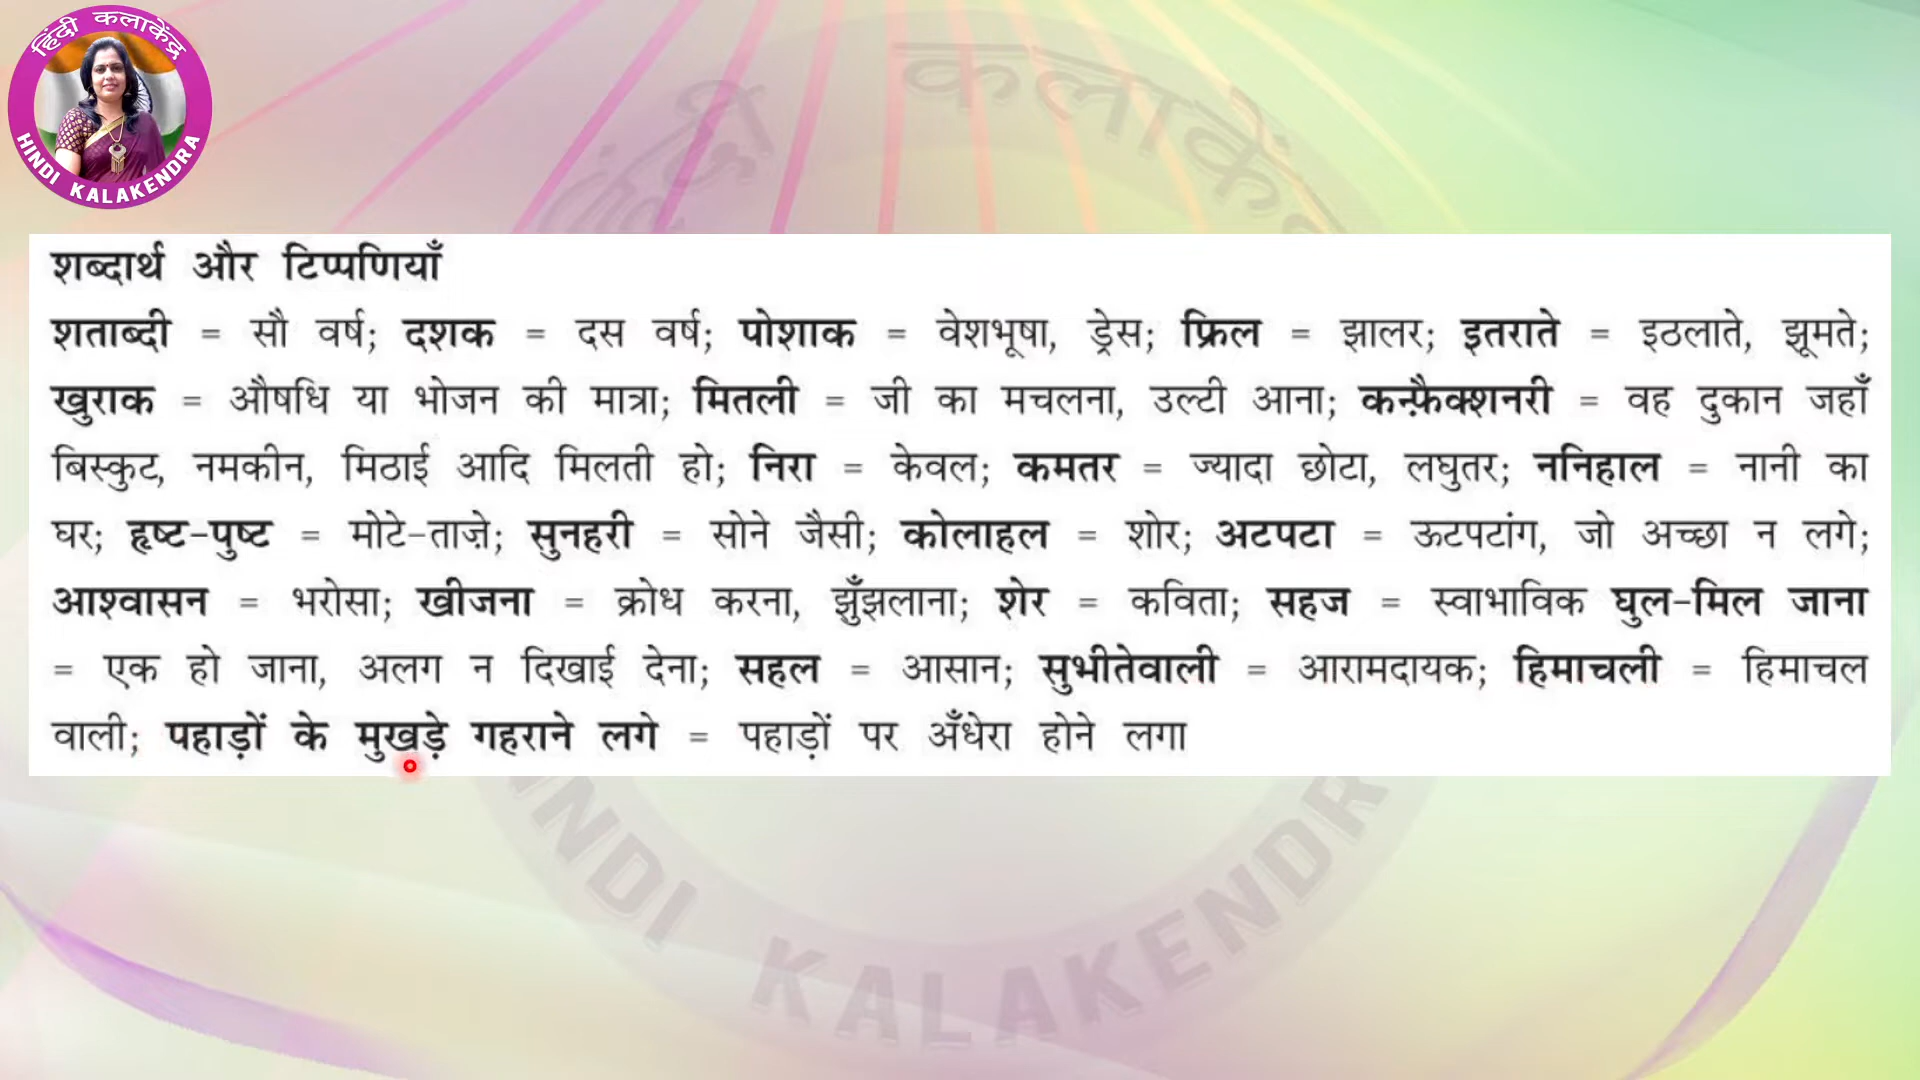 हिंदी कलाकेंद्र
HINDI KALAKENDRA
हिंदी कलाकेंद्र
शब्दार्थ और टिप्पणियाँ
शताब्दी = सौ वर्ष; दशक = दस वर्ष; पोशाक = वेशभूषा, ड्रेस; फ्रिल = झालर; इतराते = इठलाते, झूमते;
खुराक = औषधि या भोजन की मात्रा; मितली = जी का मचलना, उल्टी आना; कन्फ़ैक्शनरी = वह दुकान जहाँ
बिस्कुट, नमकीन, मिठाई आदि मिलती हो; निरा = केवल; कमतर = ज्यादा छोटा, लघुतर; ननिहाल = नानी का
घर; हृष्ट-पुष्ट = मोटे-ताज़े; सुनहरी = सोने जैसी; कोलाहल = शोर; अटपटा = ऊटपटांग, जो अच्छा न लगे;
आश्वासन = भरोसा; खीजना = क्रोध करना, झुँझलाना; शेर = कविता; सहज = स्वाभाविक घुल-मिल जाना
= एक हो जाना, अलग न दिखाई देना; सहल = आसान; सुभीतेवाली = आरामदायक; हिमाचली = हिमाचल
वाली; पहाड़ों के मुखड़े गहराने लगे = पहाड़ों पर अँधेरा होने लगा
HINDI KALAKENDRA